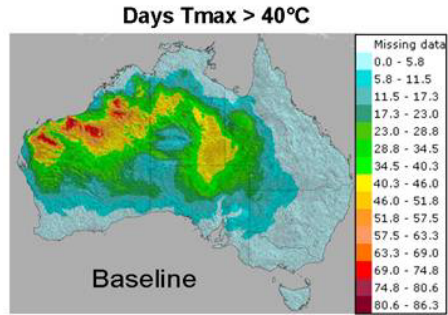 Days Tmax > 40°C
Missing data
0.0 - 5.8
5.8 - 11.5
11.5 - 17.3
17.3 - 23.0
23.0 - 28.8
28.8 - 34.5
34.5 - 40.3
40.3 - 46.0
46.0 - 51.8
51.8 - 57.5
57.5 - 63.3
63.3 - 69.0
69.0 - 74.8
74.8 - 80.6
80.6 - 86.3
Baseline